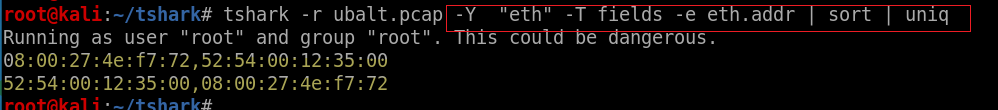 root@kali:~/tshark# tshark -r ubalt.pcap -Y  "eth" -T fields -e eth.addr | sort | uniq
Running as user "root" and group "root". This could be dangerous.
08:00:27:4e:f7:72,52:54:00:12:35:00
52:54:00:12:35:00,08:00:27:4e:f7:72
root@kali:~/tshark#